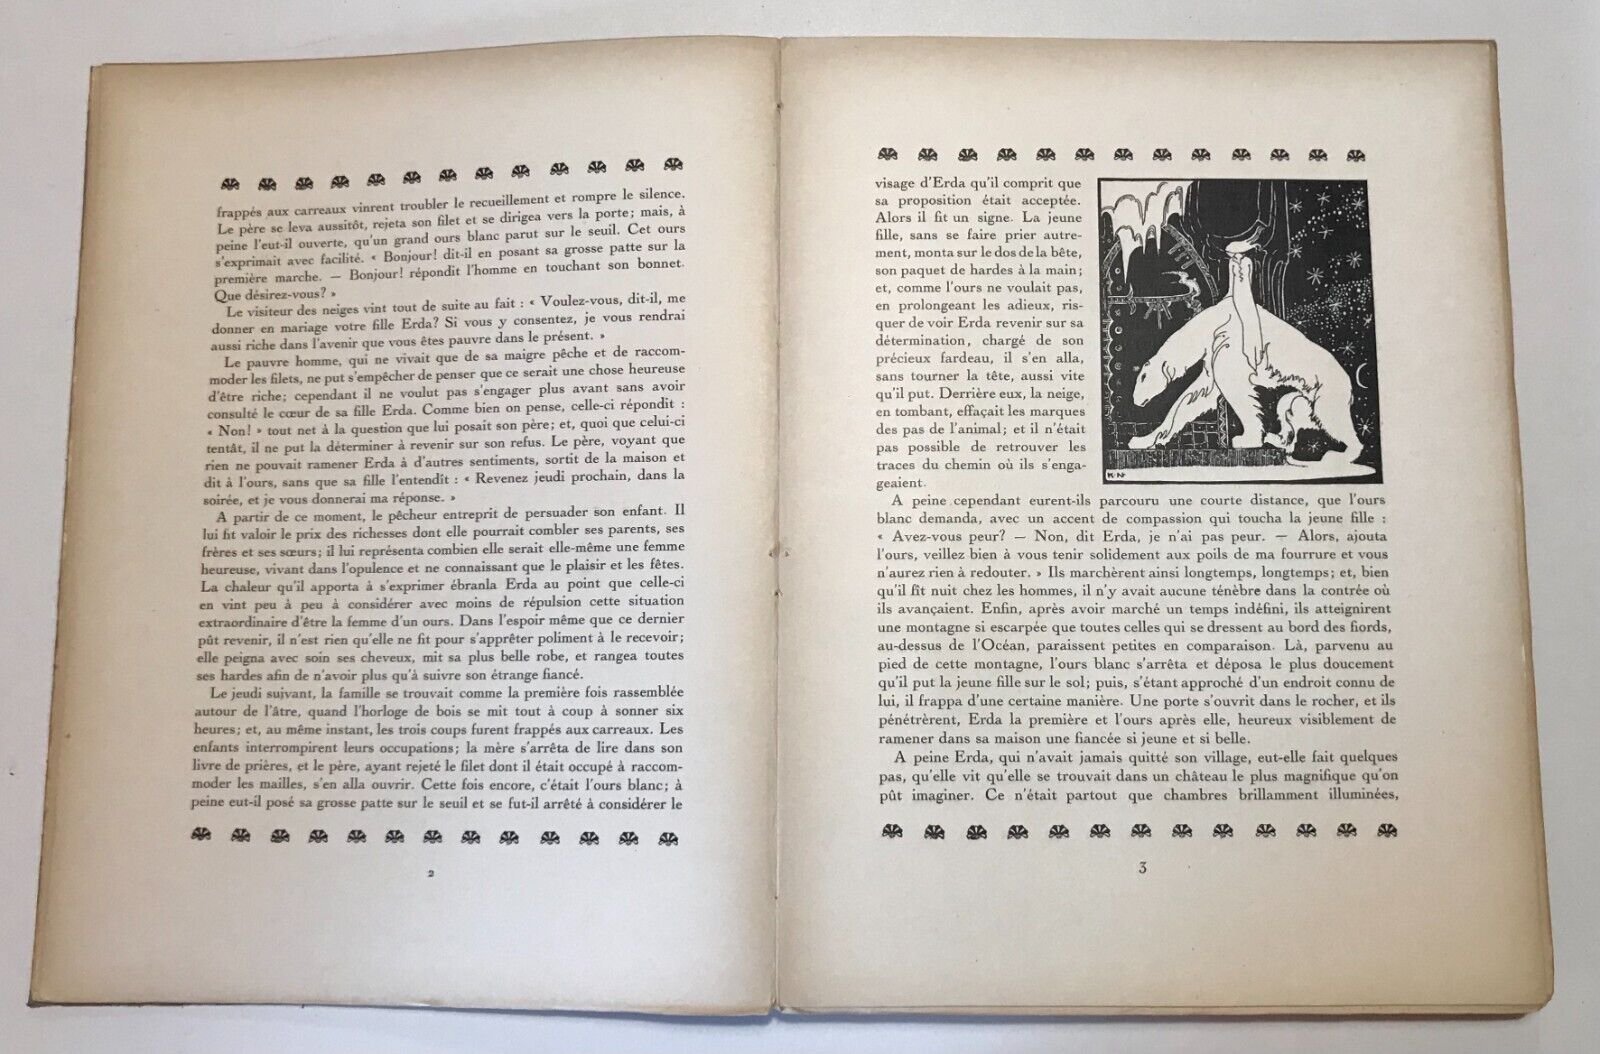 frappés aux carreaux vinrent troubler le recueillement et rompre le silence.
Le père se leva aussitôt, rejeta son filet et se dirigea vers la porte; mais, à
peine l'eut-il ouverte, qu'un grand ours blanc parut sur le seuil. Cet ours
s'exprimait avec facilité. « Bonjour! dit-il en posant sa grosse patte sur la
première marche. — Bonjour! répondit l'homme en touchant son bonnet.
Que désirez-vous? »
Le visiteur des neiges vint tout de suite au fait : « Voulez-vous, dit-il, me
donner en mariage votre fille Erda? Si vous y consentez, je vous rendrai
aussi riche dans l'avenir que vous êtes pauvre dans le présent. »
Le pauvre homme, qui ne vivait que de sa maigre pêche et de raccom-
moder les filets, ne put s'empêcher de penser que ce serait une chose heureuse
d'être riche; cependant il ne voulut pas s'engager plus avant sans avoir
consulté le cœur de sa fille Erda. Comme bien on pense, celle-ci répondit :
« Non! » tout net à la question que lui posait son père; et, quoi que celui-ci
tentât, il ne put la déterminer à revenir sur son refus. Le père, voyant que
rien ne pouvait ramener Erda à d'autres sentiments, sortit de la maison et
dit à l'ours, sans que sa fille l'entendît : « Revenez jeudi prochain, dans la
soirée, et je vous donnerai ma réponse. »
A partir de ce moment, le pêcheur entreprit de persuader son enfant. Il
lui fit valoir le prix des richesses dont elle pourrait combler ses parents, ses
frères et ses sœurs; il lui représenta combien elle serait elle-même une femme
heureuse, vivant dans l'opulence et ne connaissant que le plaisir et les fêtes.
La chaleur qu'il apporta à s'exprimer ébranla Erda au point que celle-ci
en vint peu à peu à considérer avec moins de répulsion cette situation
extraordinaire d'être la femme d'un ours. Dans l'espoir même que ce dernier
pût revenir, il n'est rien qu'elle ne fit pour s'apprêter poliment à le recevoir;
elle peigna avec soin ses cheveux, mit sa plus belle robe, et rangea toutes
ses hardes afin de n'avoir plus qu'à suivre son étrange fiancé.
Le jeudi suivant, la famille se trouvait comme la première fois rassemblée
autour de l'âtre, quand l'horloge de bois se mit tout à coup à sonner six
heures; et, au même instant, les trois coups furent frappés aux carreaux. Les
enfants interrompirent leurs occupations; la mère s'arrêta de lire dans son
livre de prières, et le père, ayant rejeté le filet dont il était occupé à raccom-
moder les mailles, s'en alla ouvrir. Cette fois encore, c'était l'ours blanc; à
peine eut-il posé sa grosse patte sur le seuil et se fut-il arrêté à considérer le
2
visage d'Erda qu'il comprit que
sa proposition était acceptée.
Alors il fit un signe. La jeune
fille, sans se faire prier autre-
ment, monta sur le dos de la bête,
son paquet de hardes à la main;
et, comme l'ours ne voulait pas,
en prolongeant les adieux, ris-
quer de voir Erda revenir sur sa
détermination, chargé de son
précieux fardeau, il s'en alla,
sans tourner la tête, aussi vite
qu'il put. Derrière eux, la neige,
en tombant, effaçait les marques
des pas de l'animal; et il n'était
pas possible de retrouver les
traces du chemin où ils s'enga-
geaient.
KN
A peine cependant eurent-ils parcouru une courte distance, que l'ours
blanc demanda, avec un accent de compassion qui toucha la jeune fille :
« Avez-vous peur? — Non, dit Erda, je n'ai pas peur. — Alors, ajouta
l'ours, veillez bien à vous tenir solidement aux poils de ma fourrure et vous
n'aurez rien à redouter. » Ils marchèrent ainsi longtemps, longtemps; et, bien
qu'il fît nuit chez les hommes, il n'y avait aucune ténèbre dans la contrée où
ils avançaient. Enfin, après avoir marché un temps indéfini, ils atteignirent
une montagne si escarpée que toutes celles qui se dressent au bord des fiords,
au-dessus de l'Océan, paraissent petites en comparaison. Là, parvenu au
pied de cette montagne, l'ours blanc s'arrêta et déposa le plus doucement
qu'il put la jeune fille sur le sol; puis, s'étant approché d'un endroit connu de
lui, il frappa d'une certaine manière. Une porte s'ouvrit dans le rocher, et ils
pénétrèrent, Erda la première et l'ours après elle, heureux visiblement de
ramener dans sa maison une fiancée si jeune et si belle.
A peine Erda, qui n'avait jamais quitté son village, eut-elle fait quelques
pas, qu'elle vit qu'elle se trouvait dans un château le plus magnifique qu'on
pût imaginer. Ce n'était partout que chambres brillamment illuminées,
3